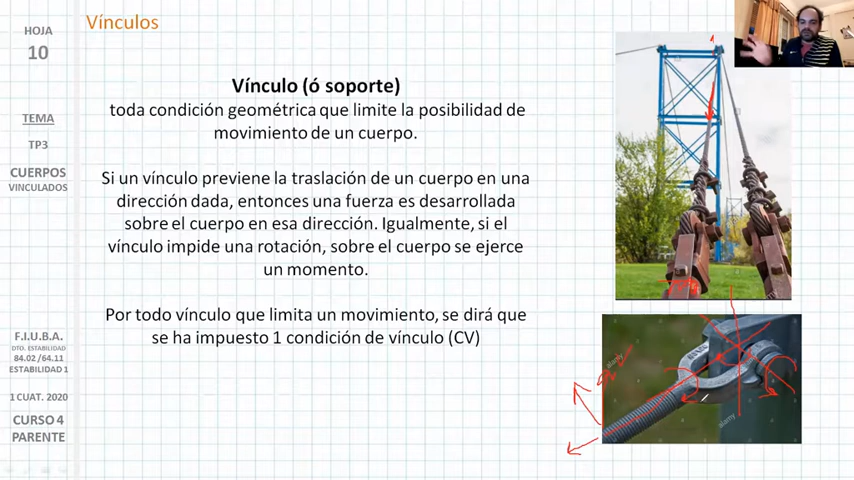 Vínculos
HOJA
10
TEMA
TP3
CUERPOS
VINCULADOS
F.I.U.B.A.
DTO. ESTABILIDAD
84.02 /64.11
ESTABILIDAD 1
1 CUAT. 2020
CURSO 4
PARENTE
Vínculo (ó soporte)
toda condición geométrica que limite la posibilidad de
movimiento de un cuerpo.
Si un vínculo previene la traslación de un cuerpo en una
dirección dada, entonces una fuerza es desarrollada
sobre el cuerpo en esa dirección. Igualmente, si el
vínculo impide una rotación, sobre el cuerpo se ejerce
un momento.
Por todo vínculo que limita un movimiento, se dirá que
se ha impuesto 1 condición de vínculo (CV)
alamy
alamy
alamy